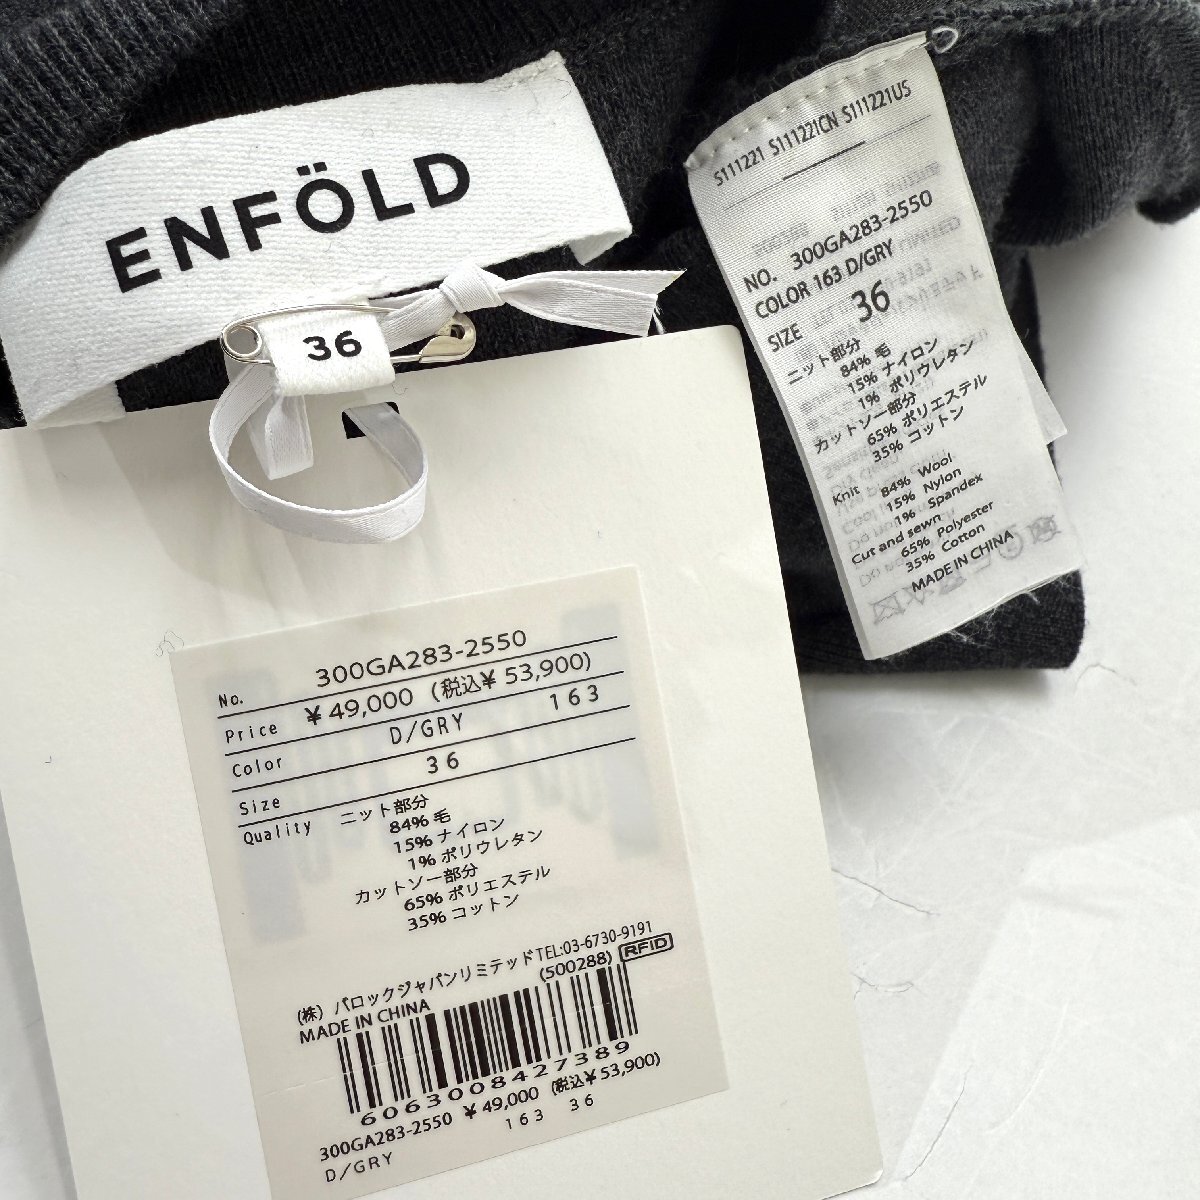 ENFÖLD
36
S111221 S111221CN S111221US
NO. 300GA283-2550
COLOR 163 D/GRY
SIZE 36
ニット部分
84% 毛
15% ナイロン
1% ポリウレタン
カットソー部分
65% ポリエステル
35% コットン
Knit 84% Wool
15% Nylon
1% Spandex
Cut and sewn
65% Polyester
35% Cotton
MADE IN CHINA
No. 300GA283-2550
Price ¥49,000 (税込¥ 53,900)
Color D/GRY 163
Size 36
Quality ニット部分
84% 毛
15% ナイロン
1% ポリウレタン
カットソー部分
65% ポリエステル
35% コットン
(株) バロックジャパンリミテッドTEL:03-6730-9191
MADE IN CHINA (500288) RFID
6063008427389
300GA283-2550 ¥49,000 (税込¥53,900)
D/GRY 163 36